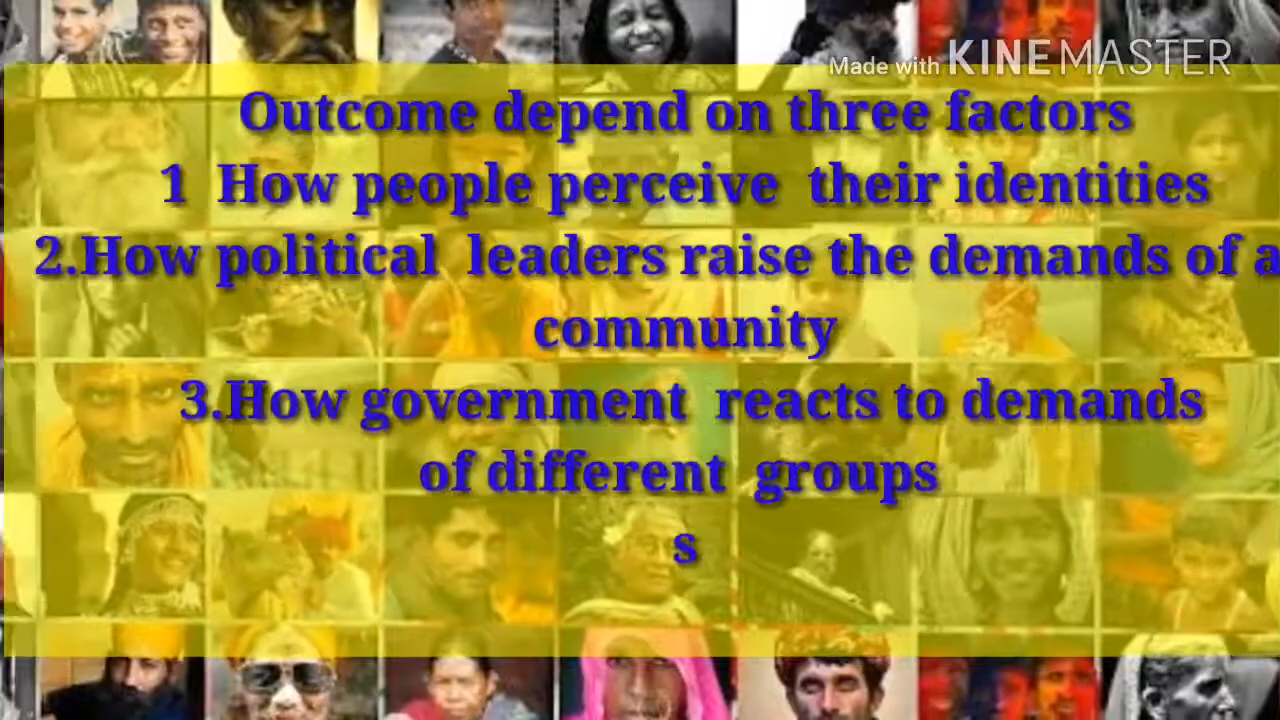 Made with KINEMASTER
Outcome depend on three factors
1 How people perceive their identities
2.How political leaders raise the demands of a
community
3.How government reacts to demands
of different groups
s